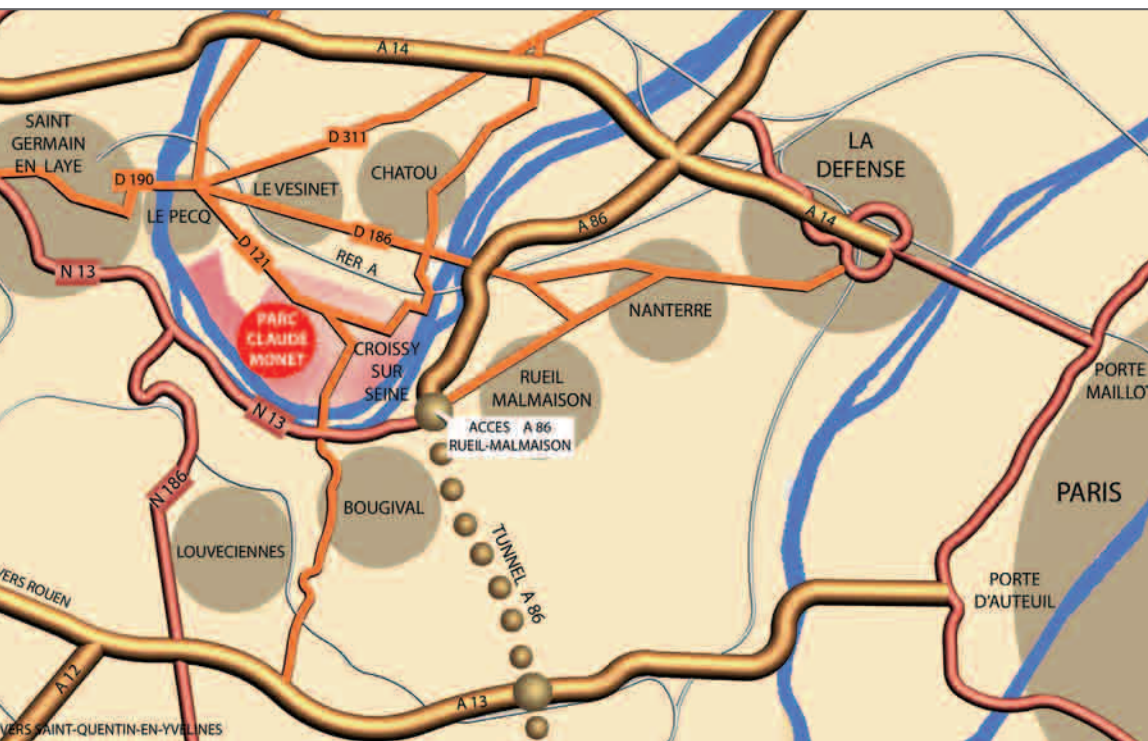 A 14
SAINT
GERMAIN
EN LAYE
D 311
LA
DEFENSE
CHATOU
D 190
LE VESINET
LE PECQ
A 14
A 86
D 186
D 121
RER A
N 13
NANTERRE
PARC
CLAUDE
MONET
CROISSY
SUR
SEINE
RUEIL
MALMAISON
PORTE
MAILLOT
N 13
ACCES A 86
RUEIL-MALMAISON
N 186
PARIS
BOUGIVAL
LOUVECIENNES
TUNNEL A 86
VERS ROUEN
PORTE
D'AUTEUIL
A 12
A 13
VERS SAINT-QUENTIN-EN-YVELINES